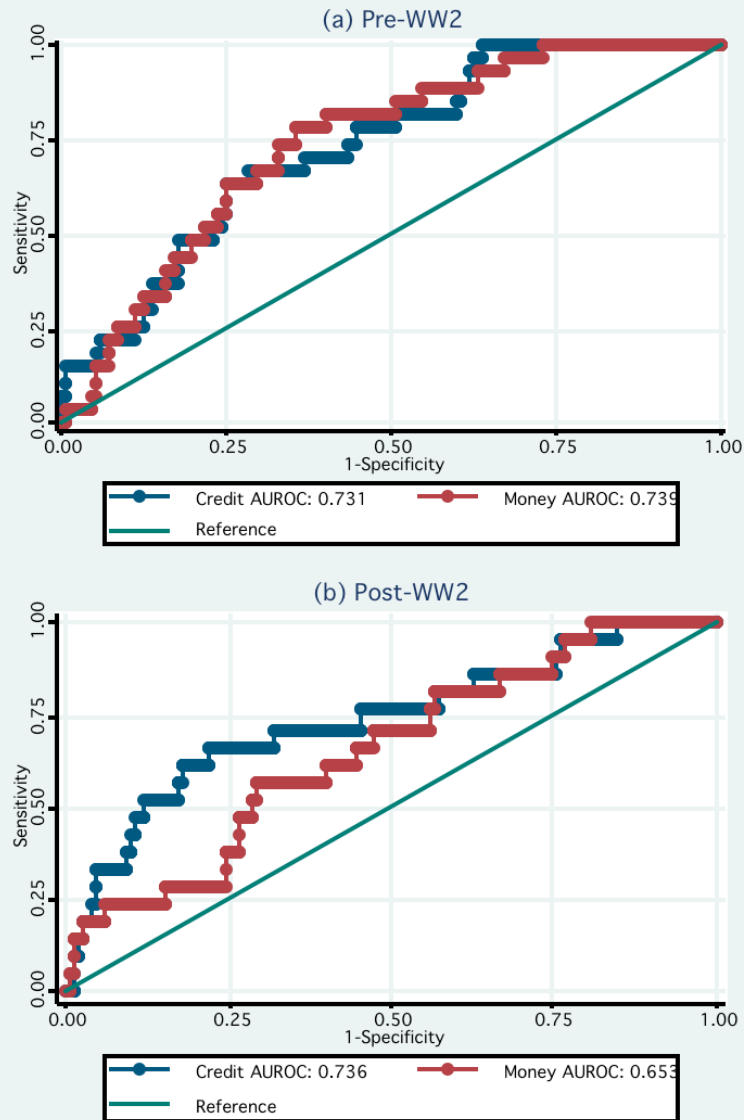 (a) Pre-WW2
1.00
0.75
Sensitivity
0.50
0.25
0.00
0.00 0.25 0.50 0.75 1.00
1-Specificity
Credit AUROC: 0.731 Money AUROC: 0.739
Reference
(b) Post-WW2
1.00
0.75
Sensitivity
0.50
0.25
0.00
0.00 0.25 0.50 0.75 1.00
1-Specificity
Credit AUROC: 0.736 Money AUROC: 0.653
Reference